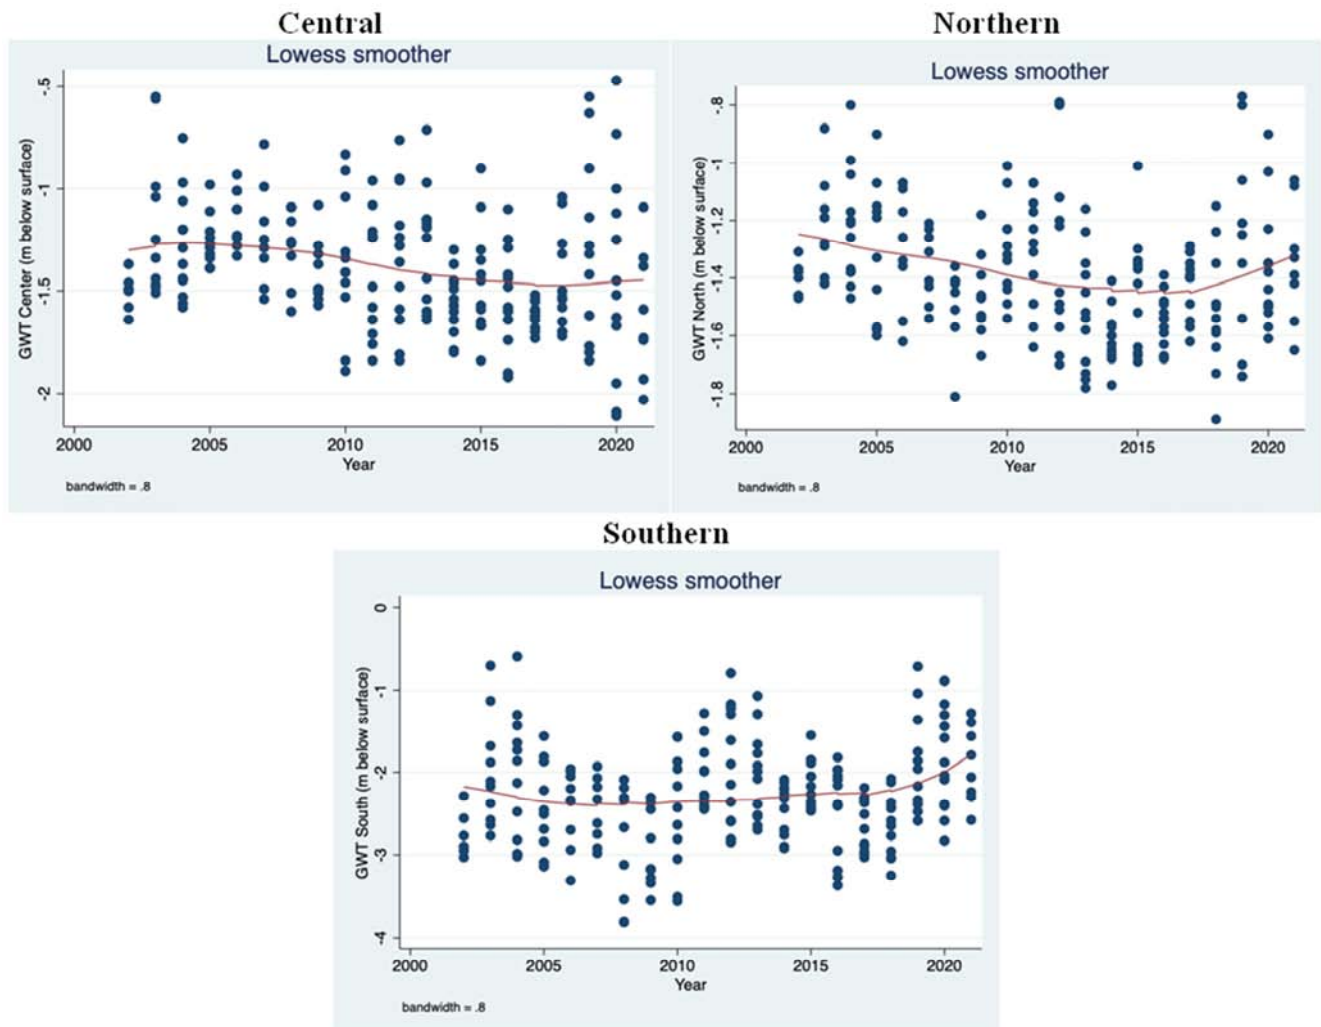 Central
Lowess smoother
GWT Center (m below surface)
-.5
-1
-1.5
-2
2000 2005 2010 2015 2020
Year
bandwidth = .8
Northern
Lowess smoother
GWT North (m below surface)
-.8
-1
-1.2
-1.4
-1.6
-1.8
2000 2005 2010 2015 2020
Year
bandwidth = .8
Southern
Lowess smoother
GWT South (m below surface)
0
-1
-2
-3
-4
2000 2005 2010 2015 2020
Year
bandwidth = .8